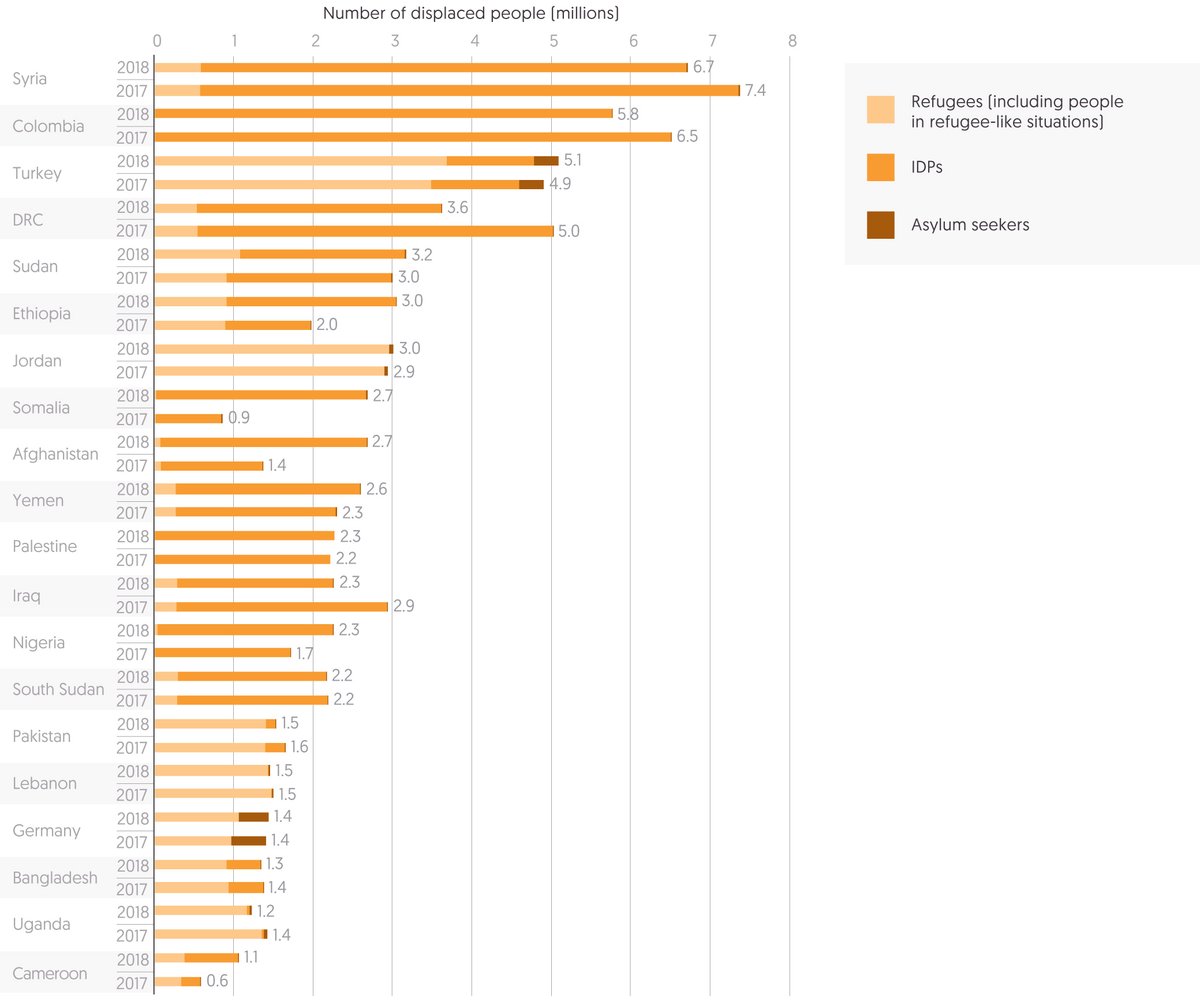 Number of displaced people (millions)
0 1 2 3 4 5 6 7 8
Syria
2018 6.7
2017 7.4
Colombia
2018 5.8
2017 6.5
Turkey
2018 5.1
2017 4.9
DRC
2018 3.6
2017 5.0
Sudan
2018 3.2
2017 3.0
Ethiopia
2018 3.0
2017 2.0
Jordan
2018 3.0
2017 2.9
Somalia
2018 2.7
2017 0.9
Afghanistan
2018 2.7
2017 1.4
Yemen
2018 2.6
2017 2.3
Palestine
2018 2.3
2017 2.2
Iraq
2018 2.3
2017 2.9
Nigeria
2018 2.3
2017 1.7
South Sudan
2018 2.2
2017 2.2
Pakistan
2018 1.5
2017 1.6
Lebanon
2018 1.5
2017 1.5
Germany
2018 1.4
2017 1.4
Bangladesh
2018 1.3
2017 1.4
Uganda
2018 1.2
2017 1.4
Cameroon
2018 1.1
2017 0.6
Refugees (including people
in refugee-like situations)
IDPs
Asylum seekers